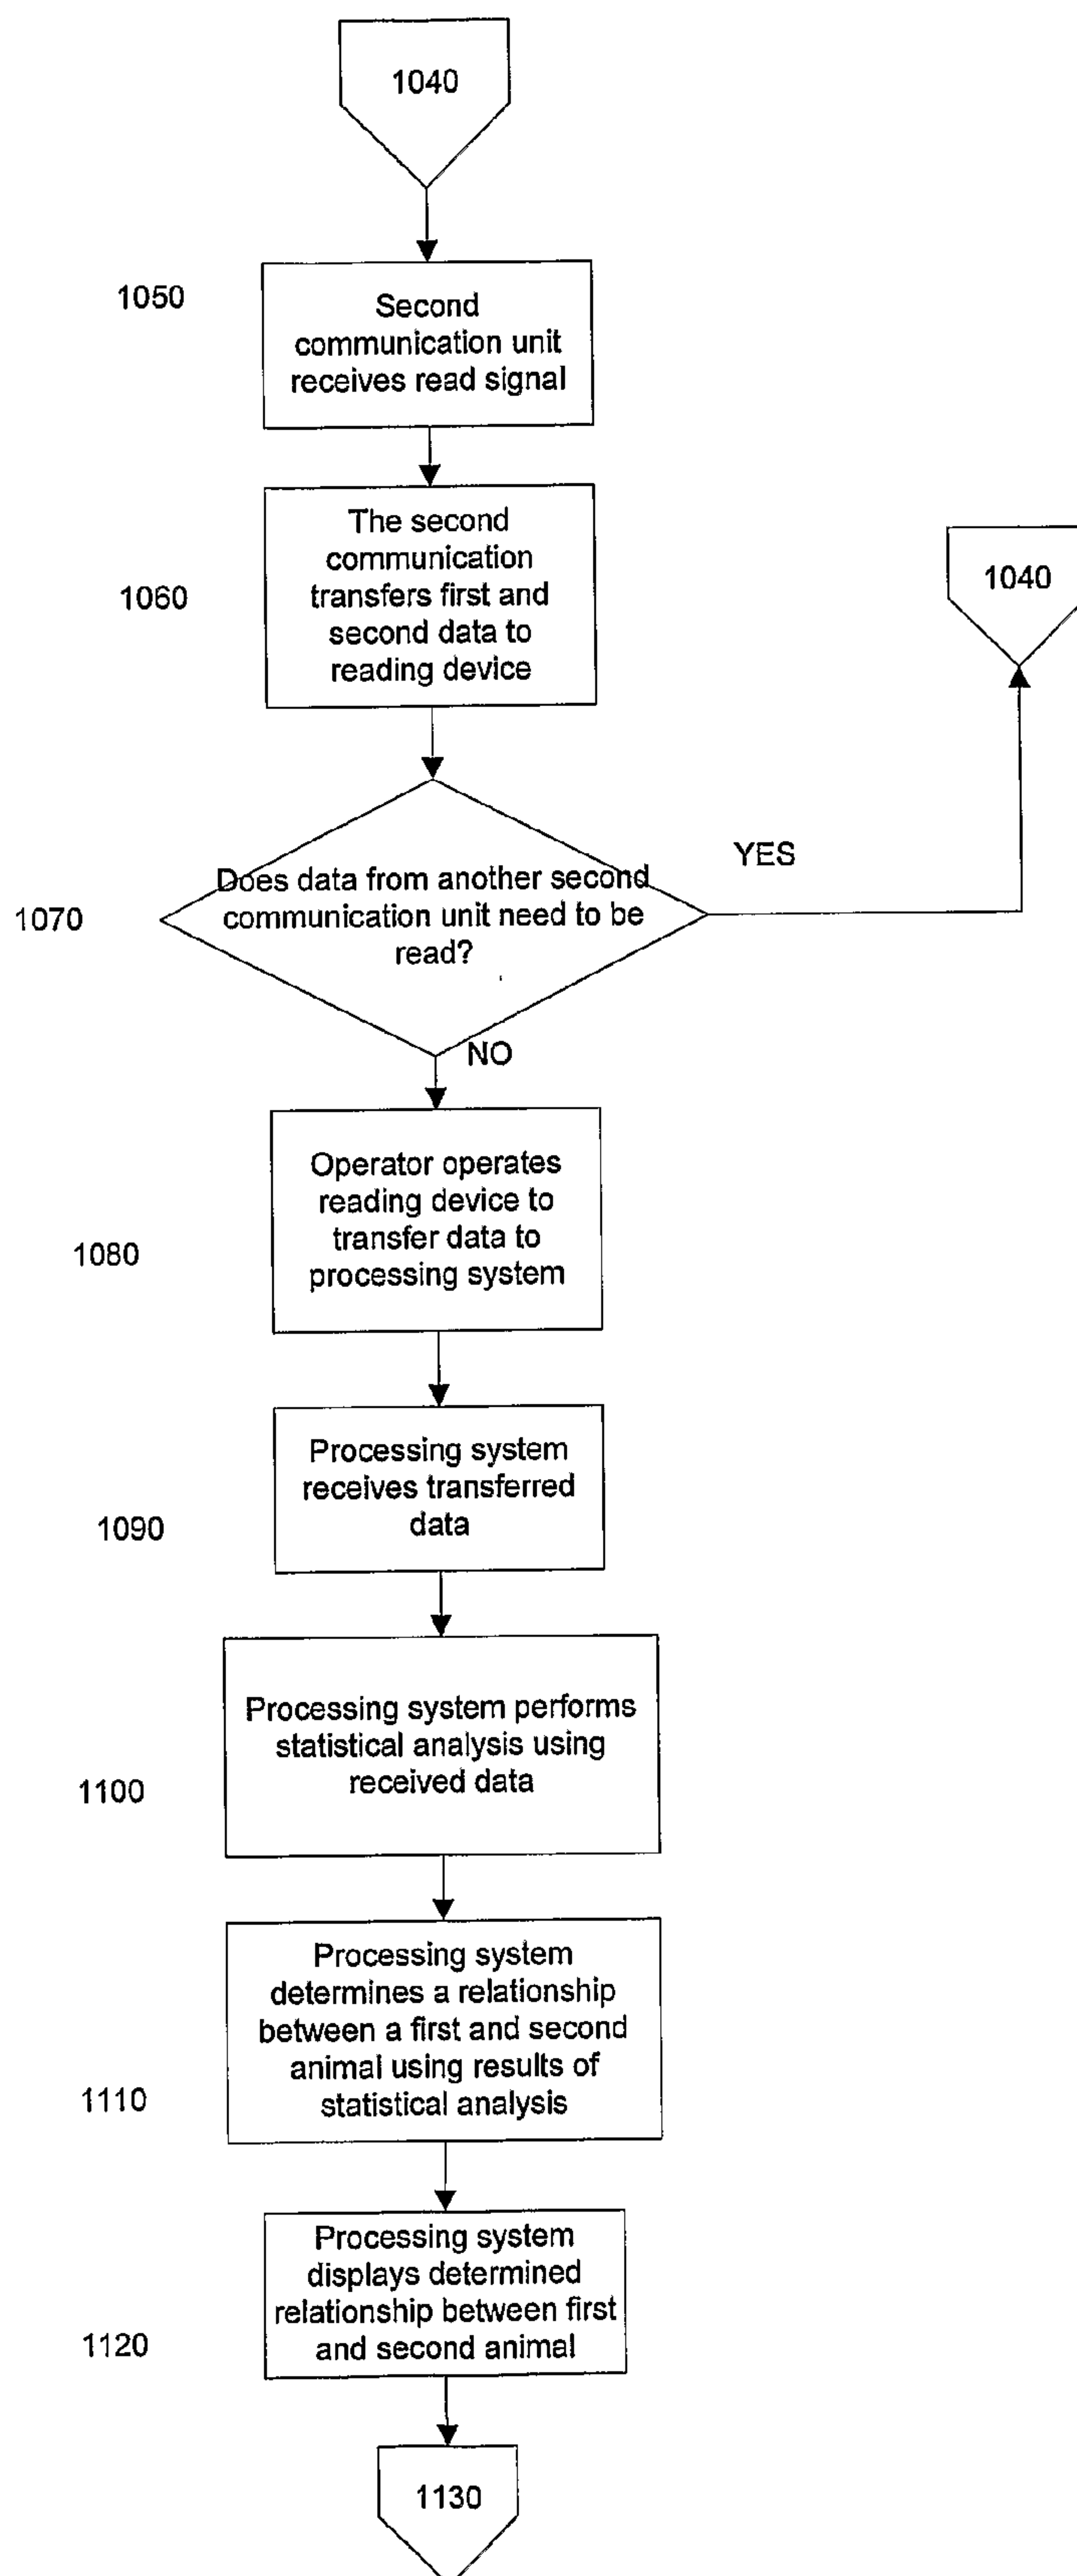 1040
1050
Second
communication unit
receives read signal
1060
The second
communication
transfers first and
second data to
reading device
1040
1070
Does data from another second
communication unit need to be
read?
YES
NO
1080
Operator operates
reading device to
transfer data to
processing system
1090
Processing system
receives transferred
data
1100
Processing system performs
statistical analysis using
received data
1110
Processing system
determines a relationship
between a first and second
animal using results of
statistical analysis
1120
Processing system
displays determined
relationship between first
and second animal
1130